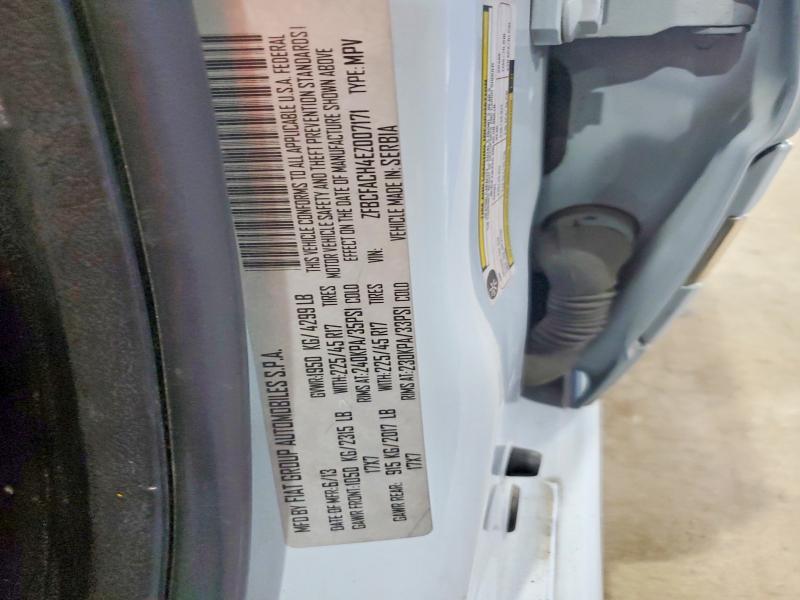 MFD BY FIAT GROUP AUTOMOBILES S.P.A.
DATE OF MFR: 6/13 GVWR: 1950 KG/ 4299 LB
GAWR FRONT: 1050 KG/2315 LB WITH: 225/45 R17 TIRES
17X7 RIMS AT: 240KPA/35PSI COLD
GAWR REAR: 915 KG/2017 LB WITH: 225/45 R17 TIRES
17X7 RIMS AT: 230KPA/33PSI COLD
THIS VEHICLE CONFORMS TO ALL APPLICABLE U.S.A. FEDERAL
MOTOR VEHICLE SAFETY AND THEFT PREVENTION STANDARDS I
EFFECT ON THE DATE OF MANUFACTURE SHOWN ABOVE
VIN: ZFBCFACH4EZ007171 TYPE: MPV
VEHICLE MADE IN: SERBIA